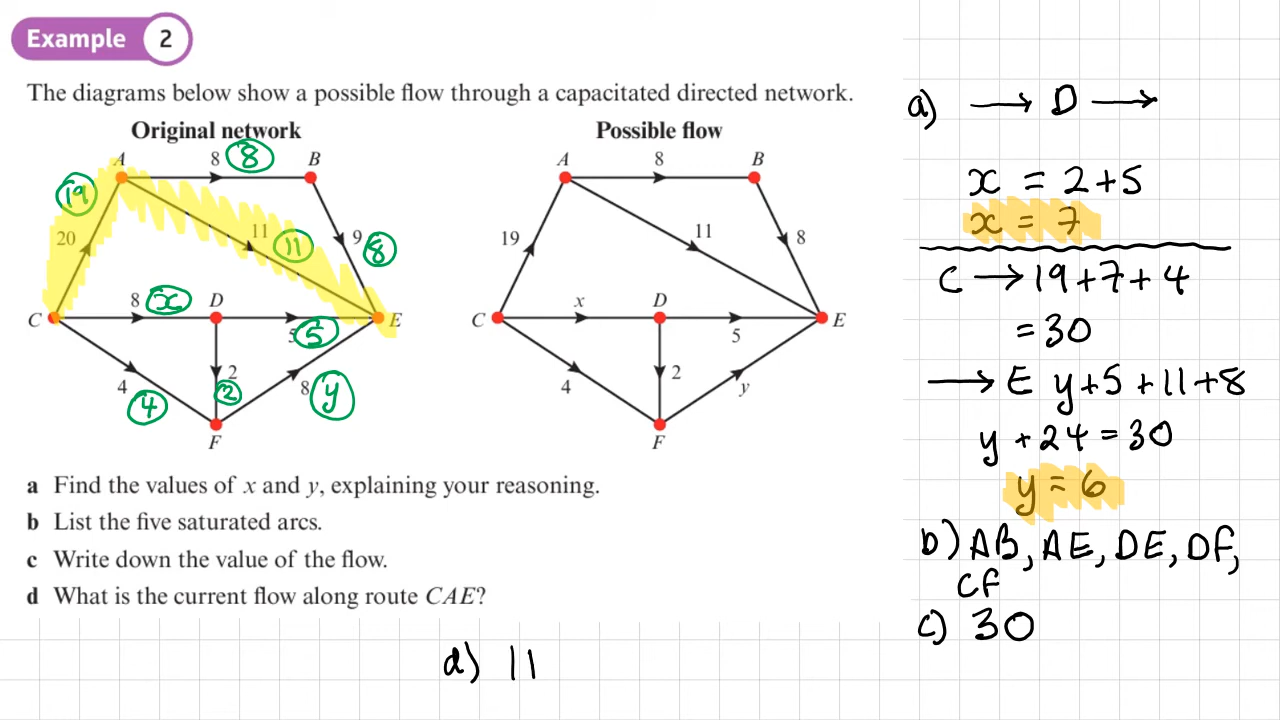 Example 2
The diagrams below show a possible flow through a capacitated directed network.
Original network
A 8 ⑧ B
⑲
20
11 ⑪
9 ⑧
8 ⓧ D
C
E
5 ⑤
2
②
4
④
8 ⓨ
F
Possible flow
A 8 B
19
11
8
x D
C
E
5
2
4
y
F
a Find the values of x and y, explaining your reasoning.
b List the five saturated arcs.
c Write down the value of the flow.
d What is the current flow along route CAE?
a) → D →
x = 2+5
x = 7
C → 19+7+4
= 30
→ E y+5+11+8
y+24=30
y = 6
b) AB, AE, DE, DF,
CF
c) 30
d) 11